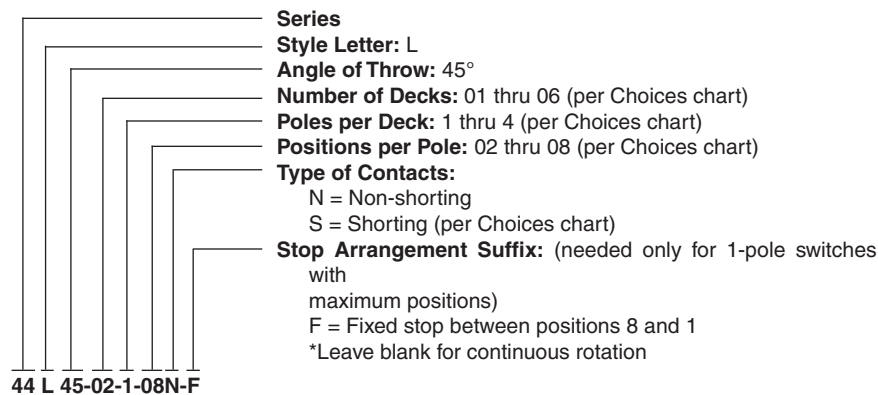 Series
Style Letter: L
Angle of Throw: 45°
Number of Decks: 01 thru 06 (per Choices chart)
Poles per Deck: 1 thru 4 (per Choices chart)
Positions per Pole: 02 thru 08 (per Choices chart)
Type of Contacts:
N = Non-shorting
S = Shorting (per Choices chart)
Stop Arrangement Suffix: (needed only for 1-pole switches
with
maximum positions)
F = Fixed stop between positions 8 and 1
*Leave blank for continuous rotation
44 L 45-02-1-08N-F